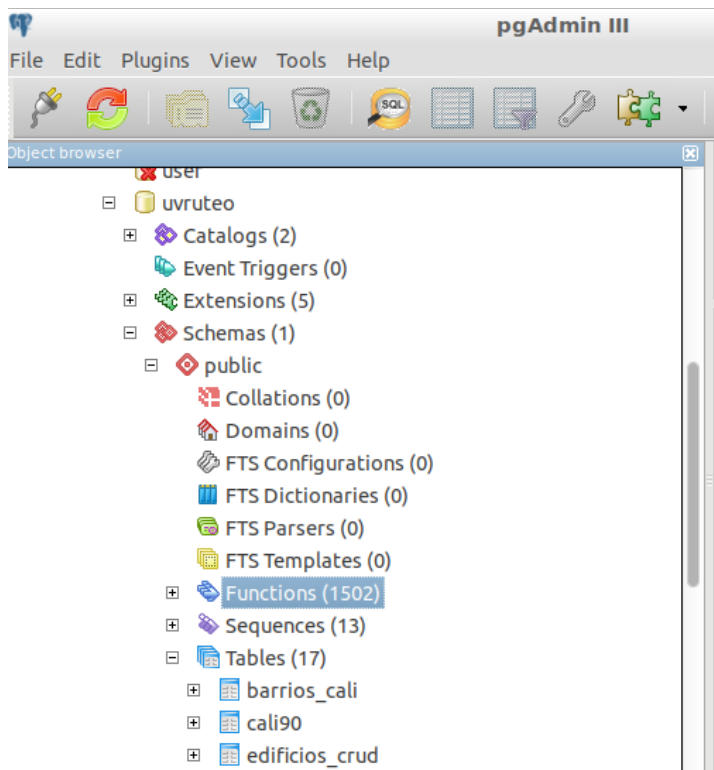 pgAdmin III
File Edit Plugins View Tools Help
SQL
Object browser
user
uvruteo
Catalogs (2)
Event Triggers (0)
Extensions (5)
Schemas (1)
public
Collations (0)
Domains (0)
FTS Configurations (0)
FTS Dictionaries (0)
FTS Parsers (0)
FTS Templates (0)
Functions (1502)
Sequences (13)
Tables (17)
barrios_cali
cali90
edificios_crud